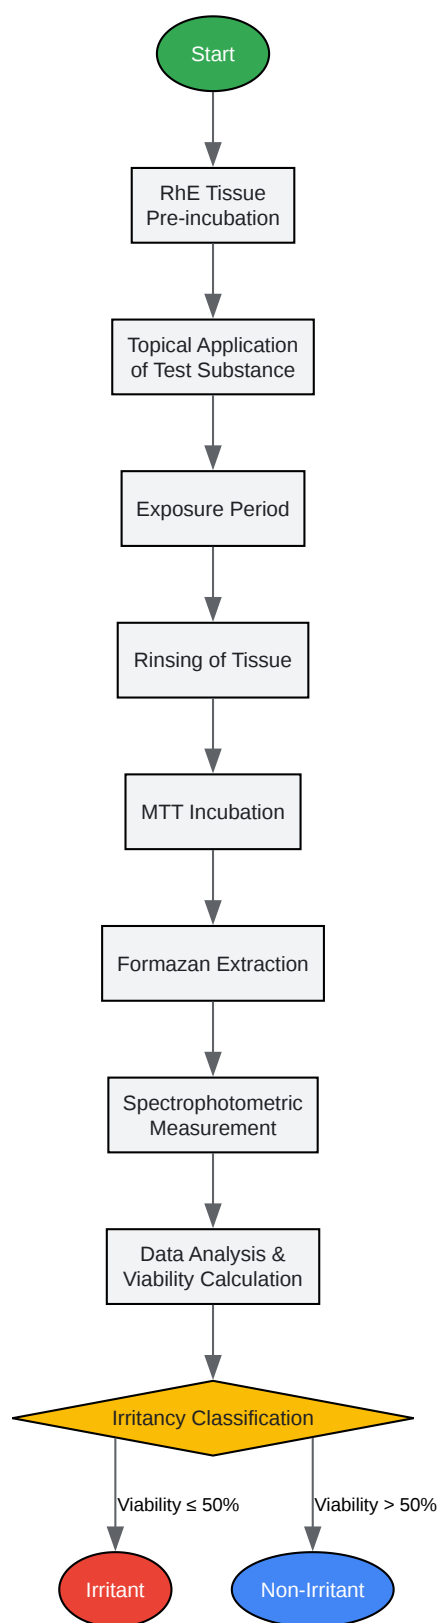 Start
RhE Tissue
Pre-incubation
Topical Application
of Test Substance
Exposure Period
Rinsing of Tissue
MTT Incubation
Formazan Extraction
Spectrophotometric
Measurement
Data Analysis &
Viability Calculation
Irritancy Classification
Viability ≤ 50%
Viability > 50%
Irritant
Non-Irritant